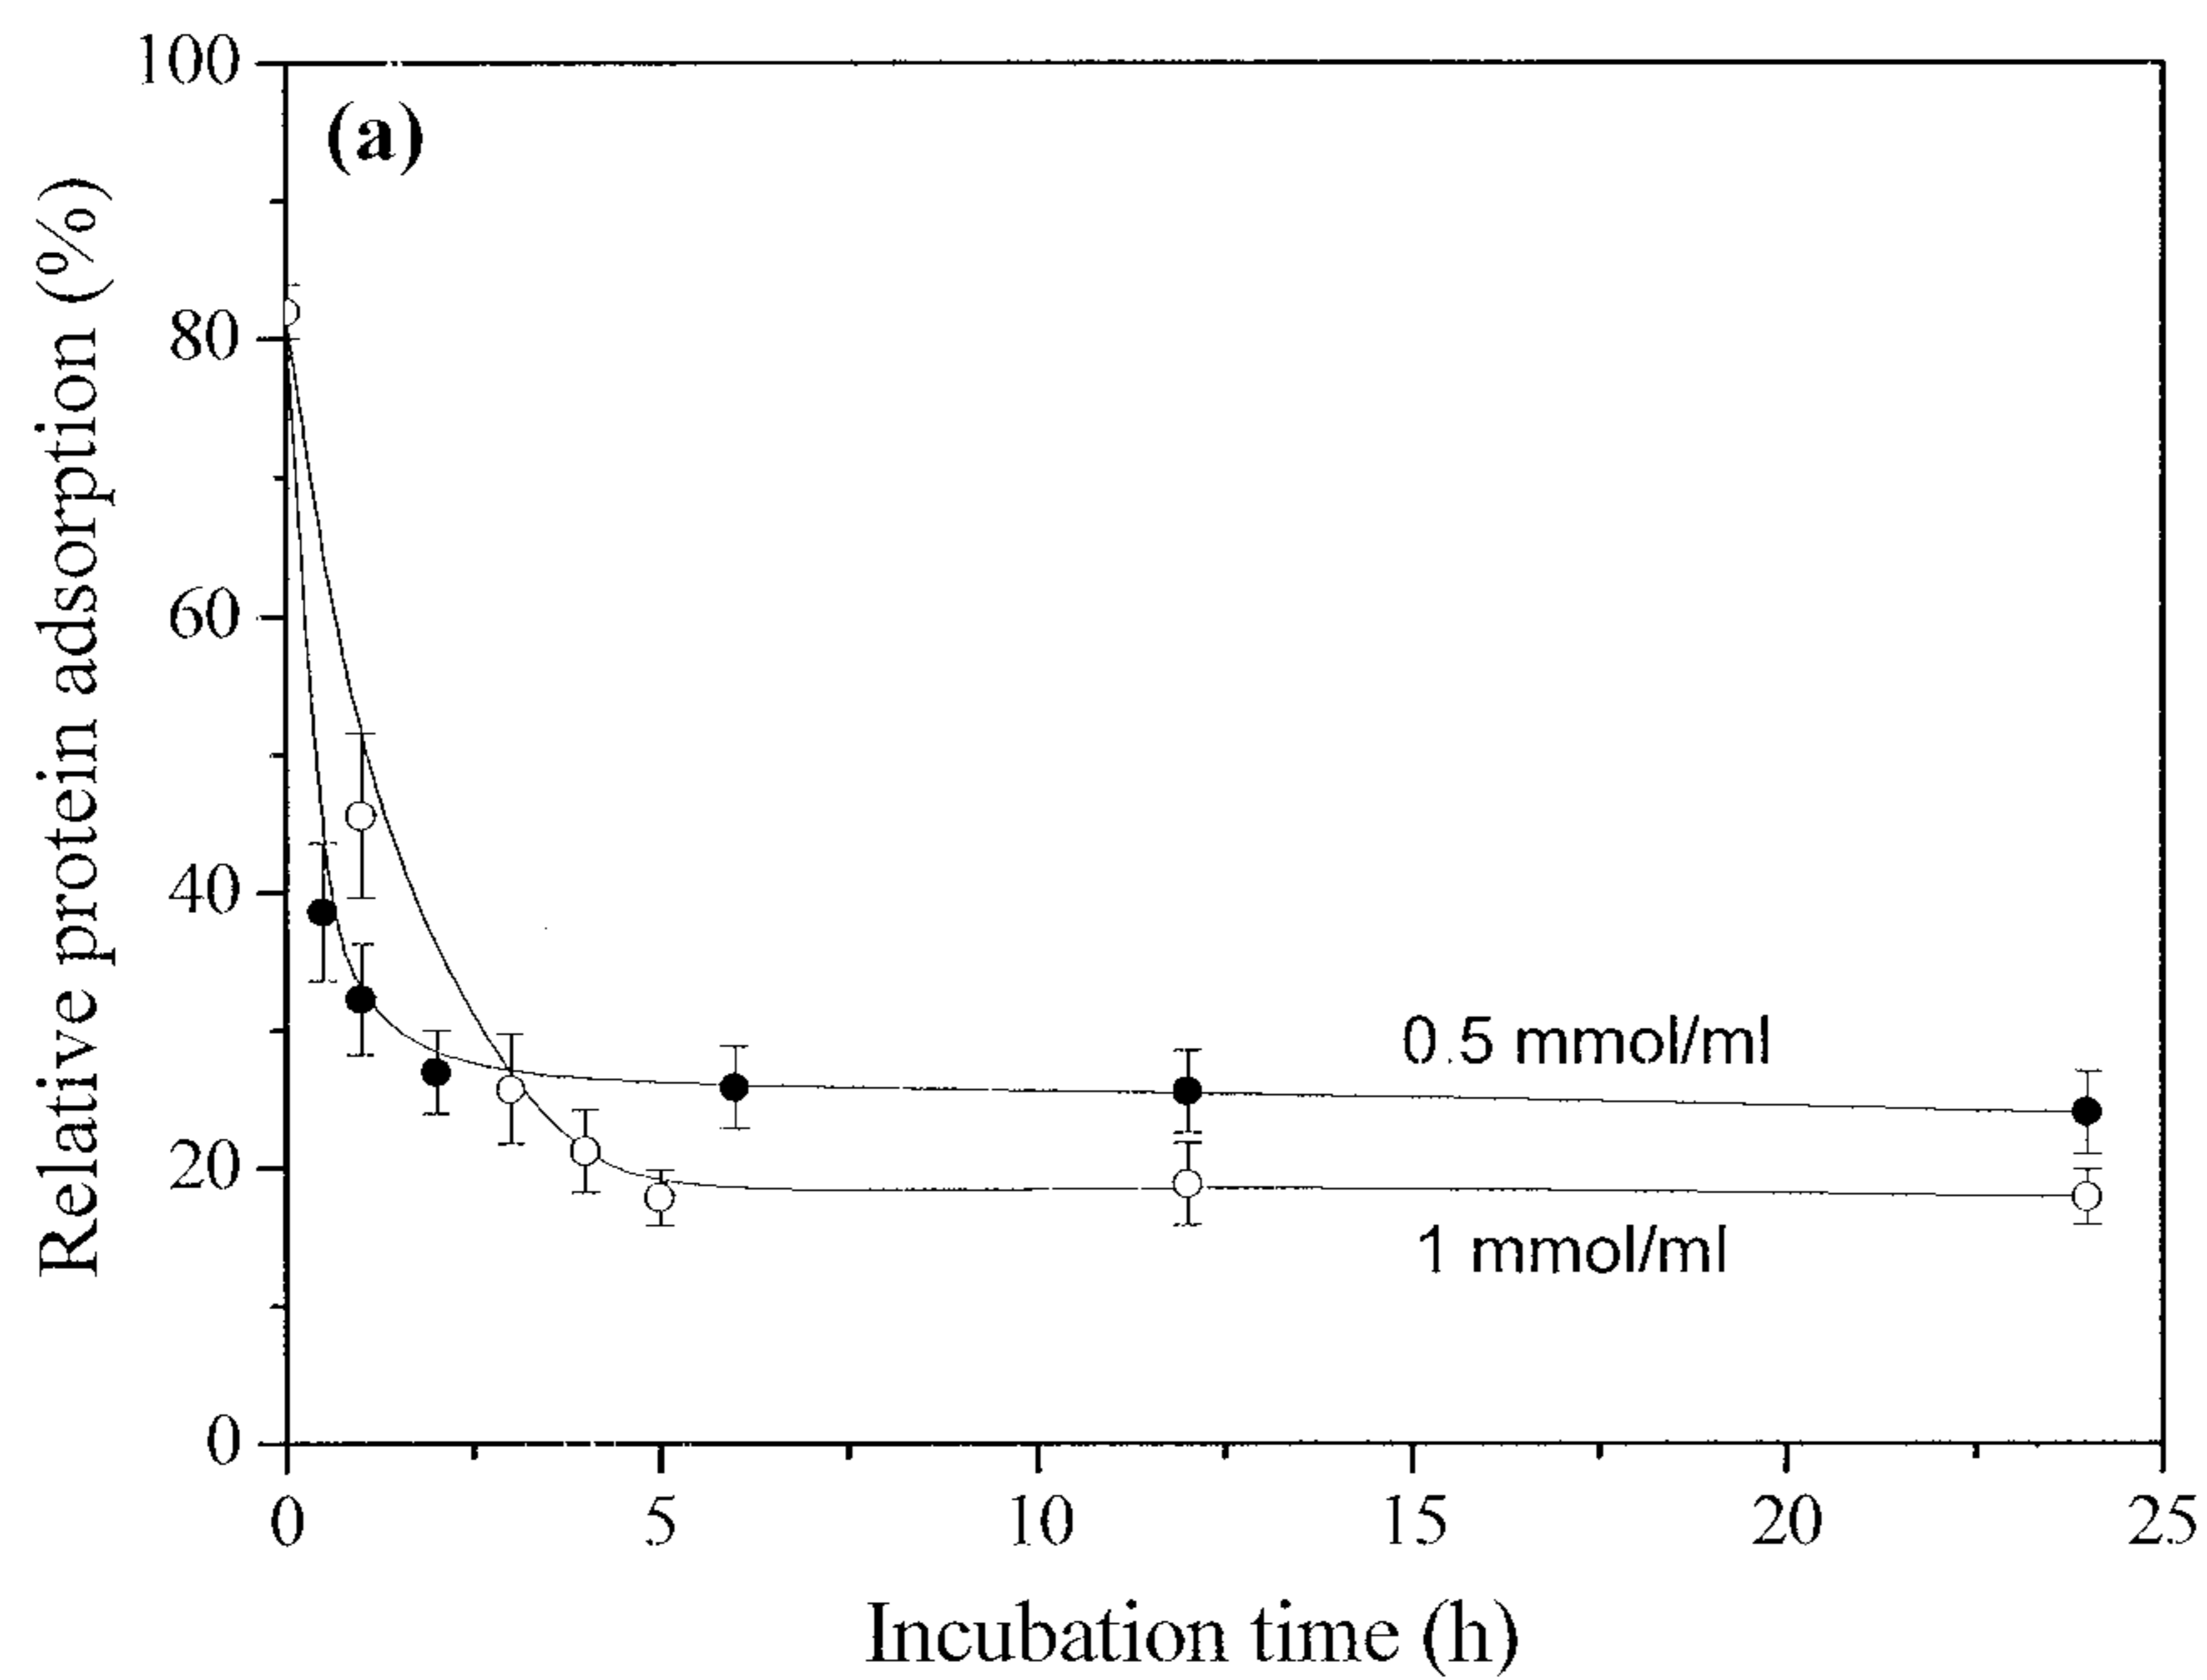 Relative protein adsorption (%)
100
80
60
40
20
0
(a)
0.5 mmol/ml
1 mmol/ml
0 5 10 15 20 25
Incubation time (h)